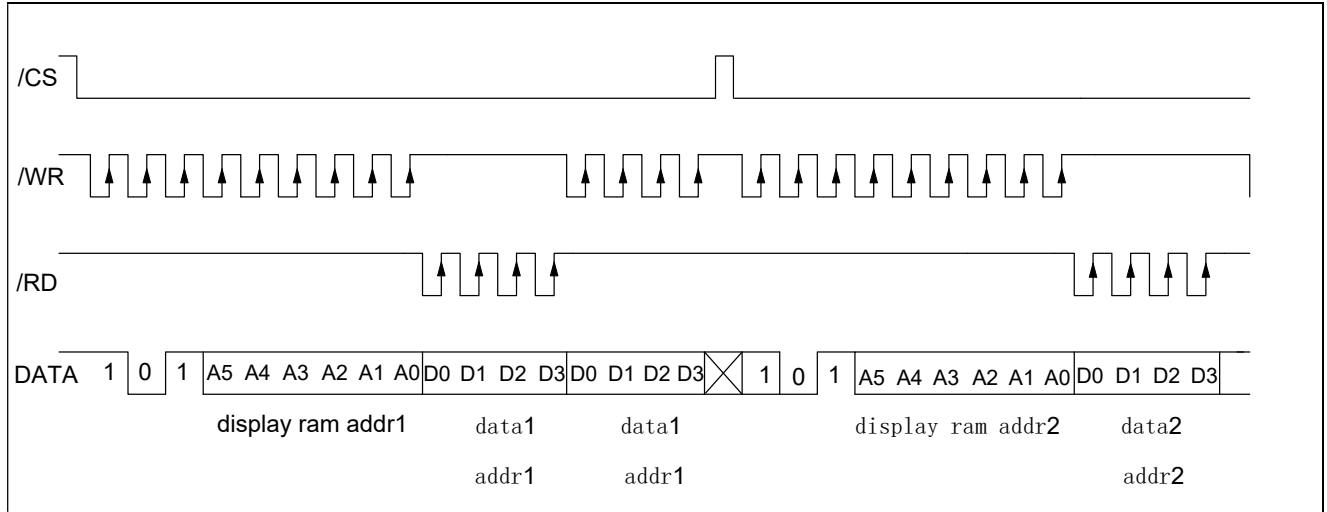 /CS
/WR
/RD
DATA 1 0 1 A5 A4 A3 A2 A1 A0 D0 D1 D2 D3 D0 D1 D2 D3 1 0 1 A5 A4 A3 A2 A1 A0 D0 D1 D2 D3
display ram addr1 data1 data1 display ram addr2 data2
addr1 addr1 addr2